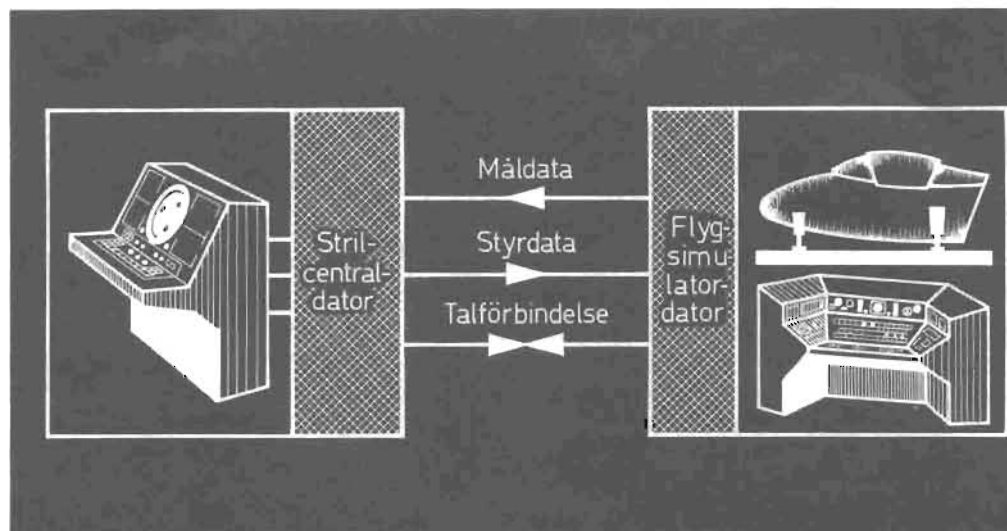 Måldata
Styrdata
Talförbindelse
Stril-
central-
dator
Flyg-
simu-
lator-
dator